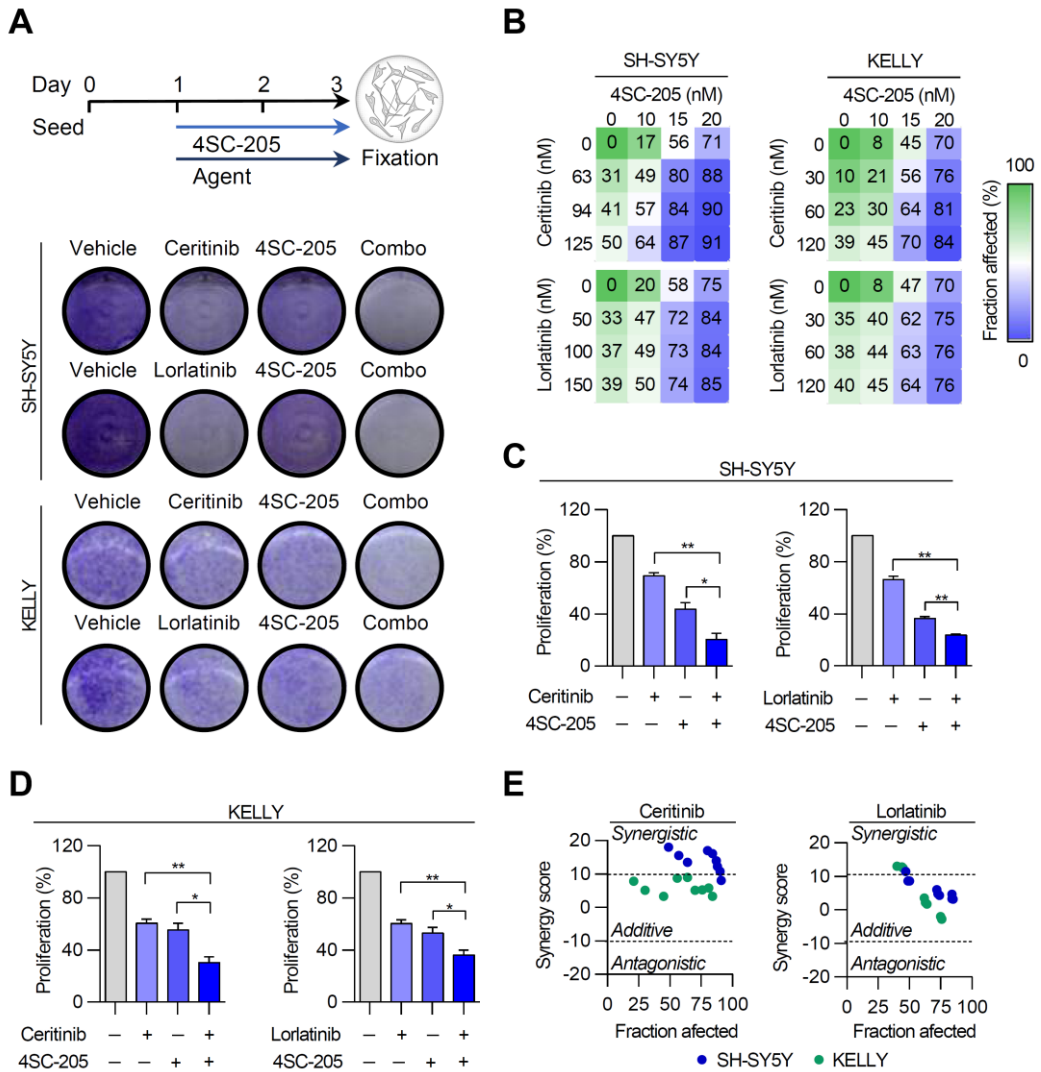 A
Day 0 1 2 3
Seed
4SC-205
Agent
Fixation
SH-SY5Y
Vehicle Ceritinib 4SC-205 Combo
Vehicle Lorlatinib 4SC-205 Combo
KELLY
Vehicle Ceritinib 4SC-205 Combo
Vehicle Lorlatinib 4SC-205 Combo
B
SH-SY5Y
4SC-205 (nM)
0 10 15 20
Ceritinib (nM)
0 0 17 56 71
63 31 49 80 88
94 41 57 84 90
125 50 64 87 91
Lorlatinib (nM)
0 0 20 58 75
50 33 47 72 84
100 37 49 73 84
150 39 50 74 85
KELLY
4SC-205 (nM)
0 10 15 20
Ceritinib (nM)
0 0 8 45 70
30 10 21 56 76
60 23 30 64 81
120 39 45 70 84
Lorlatinib (nM)
0 0 8 47 70
30 35 40 62 75
60 38 44 63 76
120 40 45 64 76
100
Fraction affected (%)
0
C
SH-SY5Y
Proliferation (%)
120
80
40
0
**
*
Ceritinib – + – +
4SC-205 – – + +
Proliferation (%)
120
80
40
0
**
**
Lorlatinib – + – +
4SC-205 – – + +
D
KELLY
Proliferation (%)
120
80
40
0
**
*
Ceritinib – + – +
4SC-205 – – + +
Proliferation (%)
120
80
40
0
**
*
Lorlatinib – + – +
4SC-205 – – + +
E
Ceritinib
Synergy score
20
10
0
-10
-20
Synergistic
Additive
Antagonistic
0 25 50 75 100
Fraction affected
Lorlatinib
Synergy score
20
10
0
-10
-20
Synergistic
Additive
Antagonistic
0 25 50 75 100
Fraction affected
SH-SY5Y KELLY